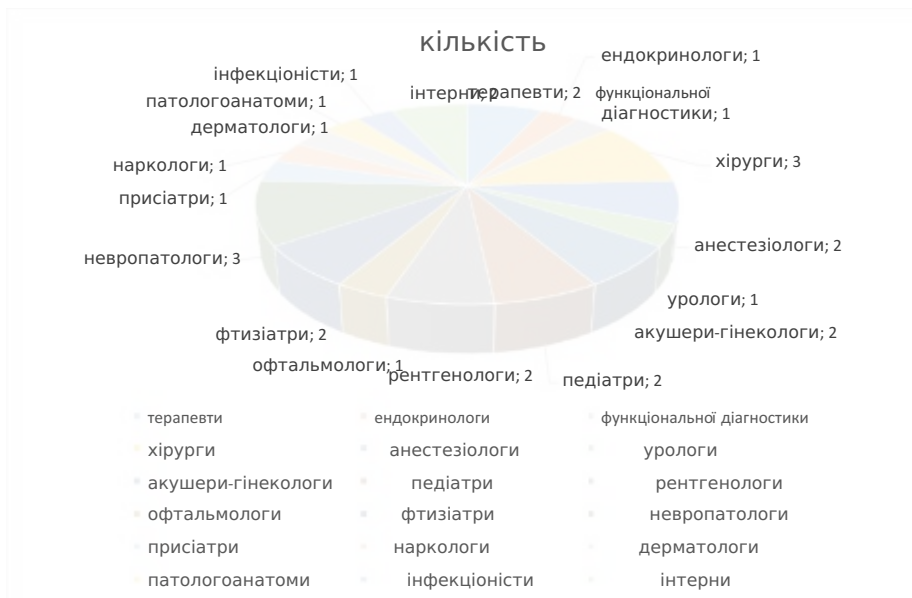 кількість
ендокринологи; 1
інфекціоністи; 1
інтерни; 2
терапевти; 2
функціональної
діагностики; 1
патологоанатоми; 1
дерматологи; 1
хірурги; 3
наркологи; 1
присіатри; 1
анестезіологи; 2
невропатологи; 3
урологи; 1
акушери-гінекологи; 2
фтизіатри; 2
офтальмологи; 1
рентгенологи; 2
педіатри; 2
терапевти ендокринологи функціональної діагностики
хірурги анестезіологи урологи
акушери-гінекологи педіатри рентгенологи
офтальмологи фтизіатри невропатологи
присіатри наркологи дерматологи
патологоанатоми інфекціоністи інтерни